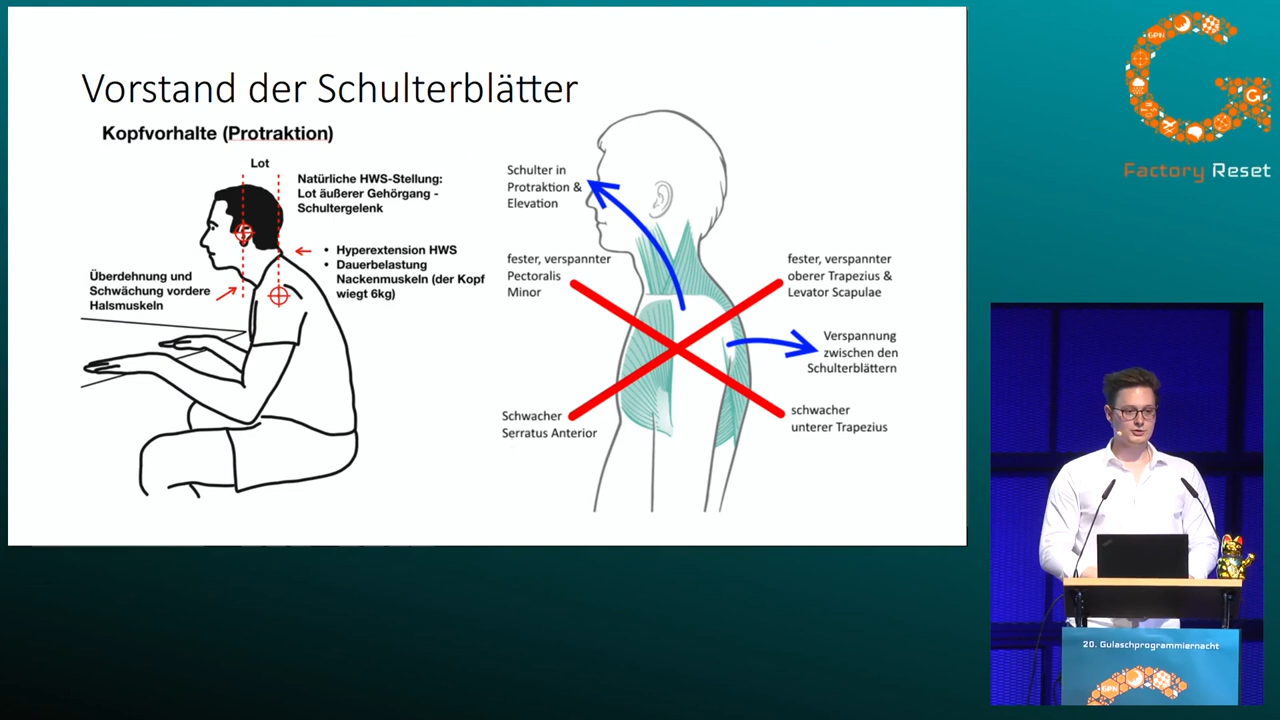 Vorstand der Schulterblätter
Kopfvorhalte (Protraktion)
Lot
Natürliche HWS-Stellung:
Lot äußerer Gehörgang -
Schultergelenk
• Hyperextension HWS
• Dauerbelastung
Nackenmuskeln (der Kopf
wiegt 6kg)
Überdehnung und
Schwächung vordere
Halsmuskeln
Schulter in
Protraktion &
Elevation
fester, verspannter
Pectoralis
Minor
fester, verspannter
oberer Trapezius &
Levator Scapulae
Verspannung
zwischen den
Schulterblättern
Schwacher
Serratus Anterior
schwacher
unterer Trapezius
GPN
G
Factory Reset
20. Gulaschprogrammiernacht
GPN